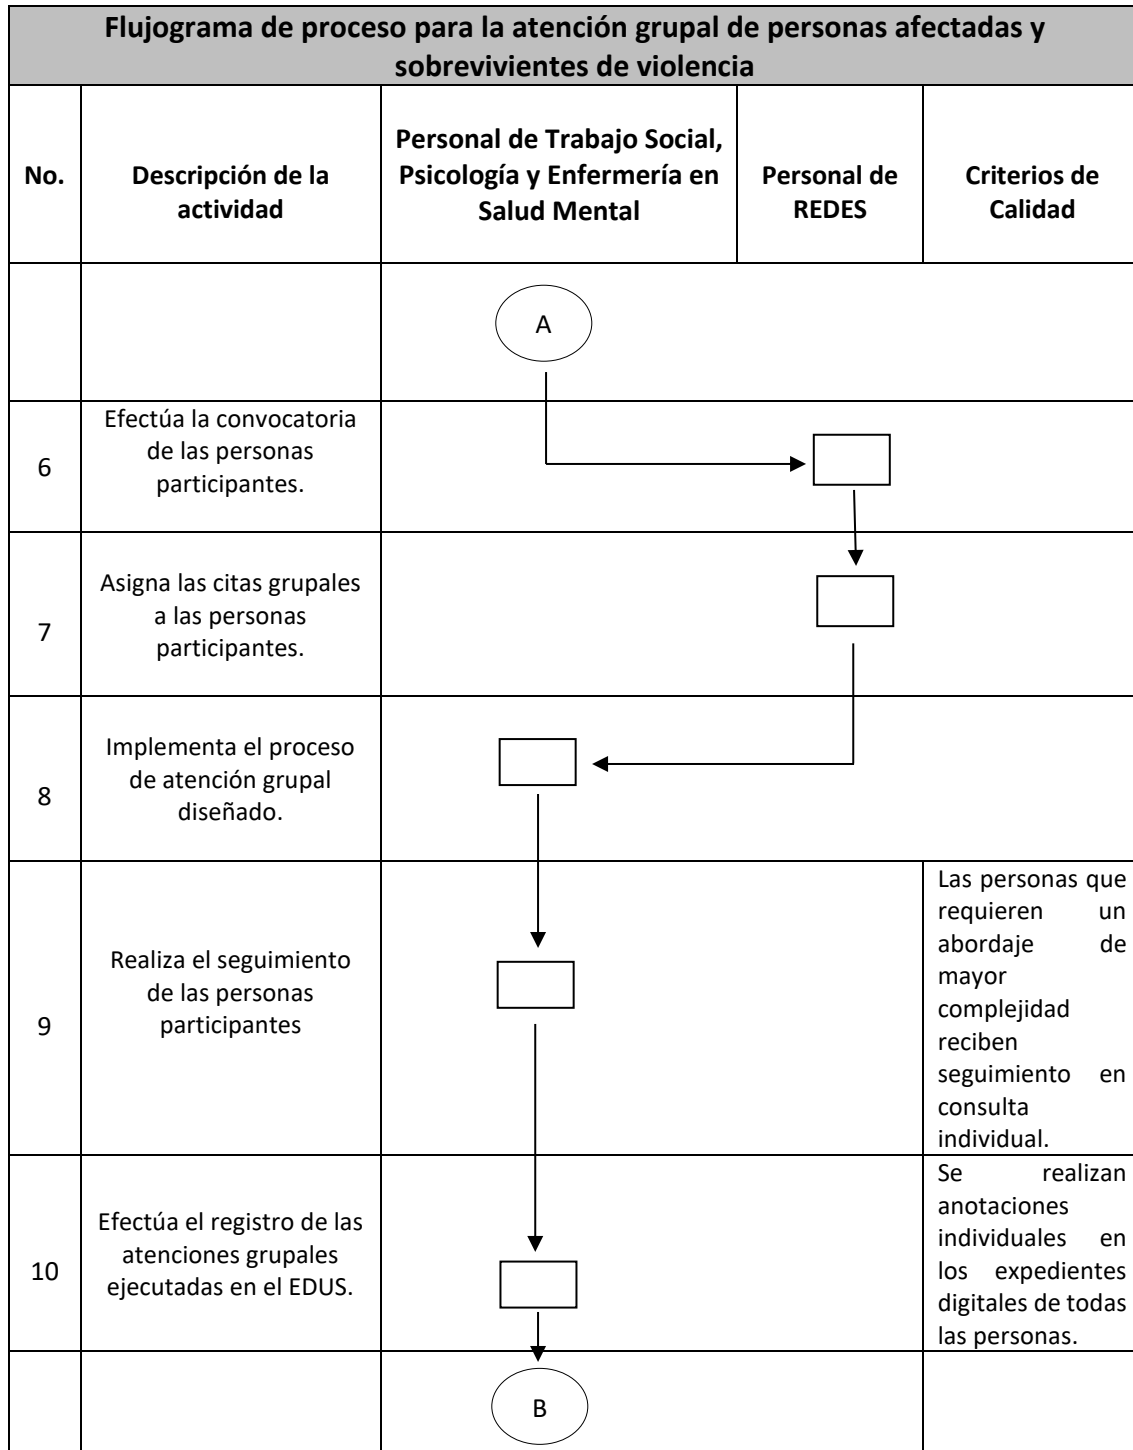 Flujograma de proceso para la atención grupal de personas afectadas y
sobrevivientes de violencia
No.
Descripción de la
actividad
Personal de Trabajo Social,
Psicología y Enfermería en
Salud Mental
Personal de
REDES
Criterios de
Calidad
A
6
Efectúa la convocatoria
de las personas
participantes.
7
Asigna las citas grupales
a las personas
participantes.
8
Implementa el proceso
de atención grupal
diseñado.
9
Realiza el seguimiento
de las personas
participantes
Las personas que
requieren un
abordaje de
mayor
complejidad
reciben
seguimiento en
consulta
individual.
10
Efectúa el registro de las
atenciones grupales
ejecutadas en el EDUS.
Se realizan
anotaciones
individuales en
los expedientes
digitales de todas
las personas.
B